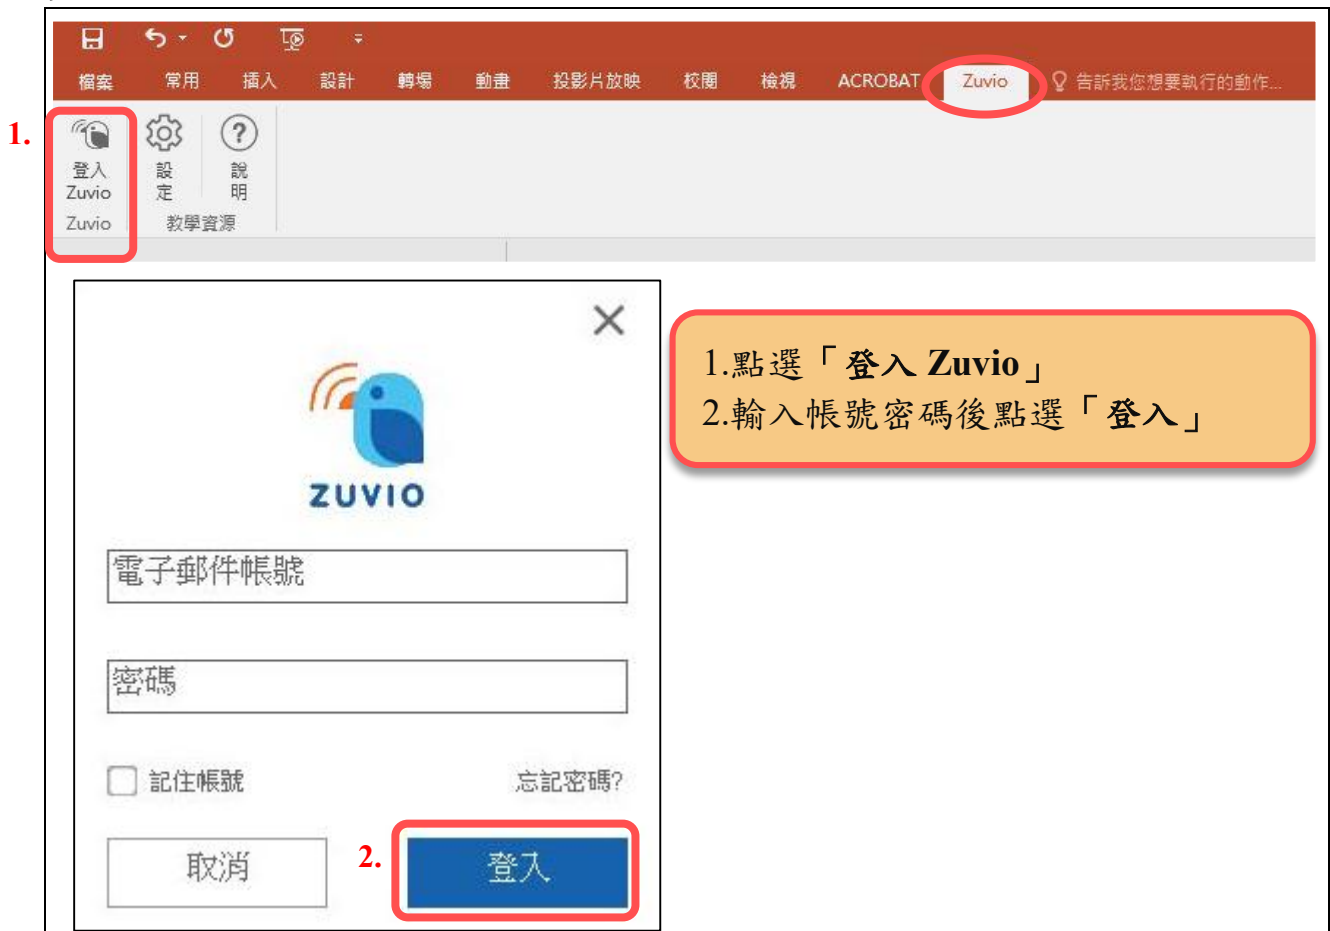 檔案 常用 插入 設計 轉場 動畫 投影片放映 校閱 檢視 ACROBAT Zuvio 告訴我您想要執行的動作...
1.
登入 Zuvio
設定
說明
Zuvio 教學資源
ZUVIO
1.點選「登入 Zuvio」
2.輸入帳號密碼後點選「登入」
電子郵件帳號
密碼
記住帳號 忘記密碼?
取消 2. 登入